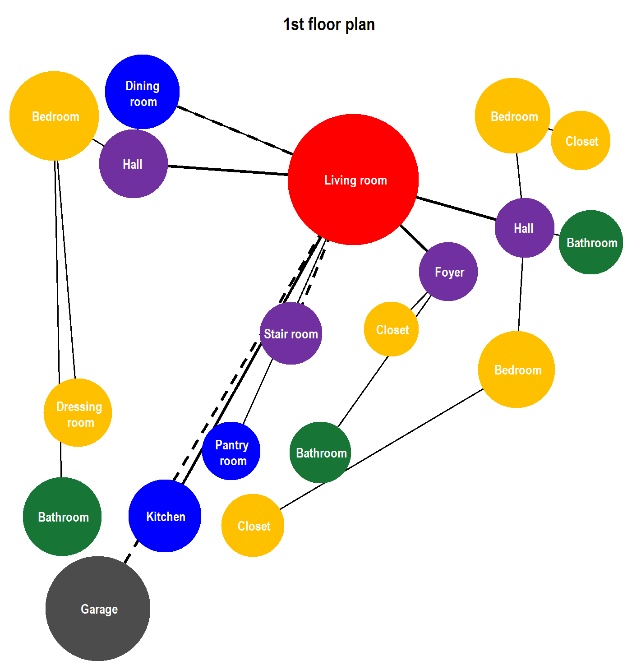 1st floor plan
Dining
room
Bedroom
Bedroom
Closet
Hall
Living room
Hall
Bathroom
Foyer
Closet
Stair room
Bedroom
Dressing
room
Pantry
room
Bathroom
Bathroom
Kitchen
Closet
Garage